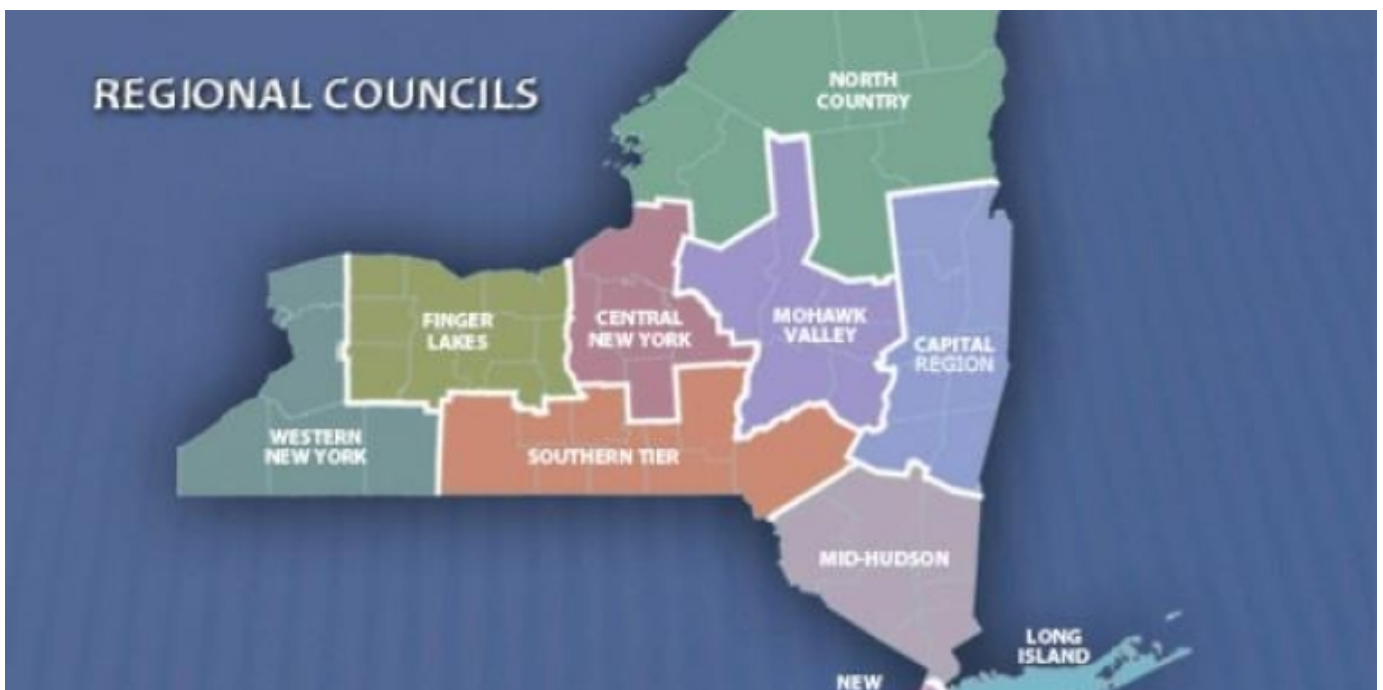 REGIONAL COUNCILS
NORTH
COUNTRY
FINGER
LAKES
CENTRAL
NEW YORK
MOHAWK
VALLEY
CAPITAL
REGION
WESTERN
NEW YORK
SOUTHERN TIER
MID-HUDSON
LONG
ISLAND
NEW